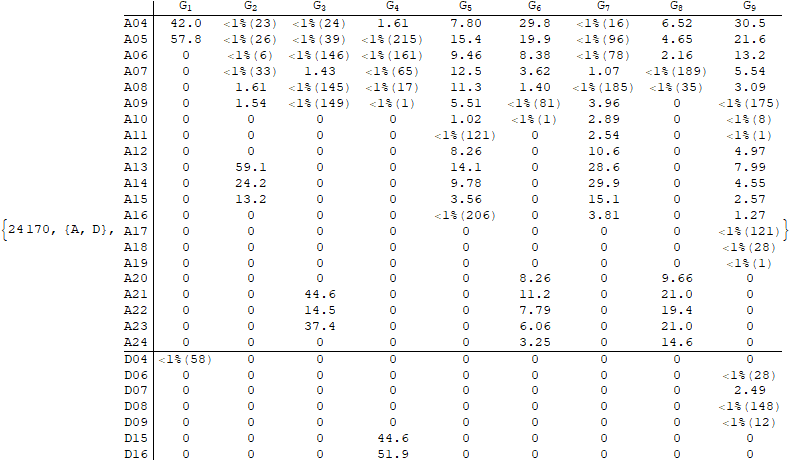 G1 G2 G3 G4 G5 G6 G7 G8 G9
A04 42.0 <1%(23) <1%(24) 1.61 7.80 29.8 <1%(16) 6.52 30.5
A05 57.8 <1%(26) <1%(39) <1%(215) 15.4 19.9 <1%(96) 4.65 21.6
A06 0 <1%(6) <1%(146) <1%(161) 9.46 8.38 <1%(78) 2.16 13.2
A07 0 <1%(33) 1.43 <1%(65) 12.5 3.62 1.07 <1%(189) 5.54
A08 0 1.61 <1%(145) <1%(17) 11.3 1.40 <1%(185) <1%(35) 3.09
A09 0 1.54 <1%(149) <1%(1) 5.51 <1%(81) 3.96 0 <1%(175)
A10 0 0 0 0 1.02 <1%(1) 2.89 0 <1%(8)
A11 0 0 0 0 <1%(121) 0 2.54 0 <1%(1)
A12 0 0 0 0 8.26 0 10.6 0 4.97
A13 0 59.1 0 0 14.1 0 28.6 0 7.99
A14 0 24.2 0 0 9.78 0 29.9 0 4.55
A15 0 13.2 0 0 3.56 0 15.1 0 2.57
A16 0 0 0 0 <1%(206) 0 3.81 0 1.27
{24170, {A, D}, A17 0 0 0 0 0 0 0 0 <1%(121)}
A18 0 0 0 0 0 0 0 0 <1%(28)
A19 0 0 0 0 0 0 0 0 <1%(1)
A20 0 0 0 0 0 8.26 0 9.66 0
A21 0 0 44.6 0 0 11.2 0 21.0 0
A22 0 0 14.5 0 0 7.79 0 19.4 0
A23 0 0 37.4 0 0 6.06 0 21.0 0
A24 0 0 0 0 0 3.25 0 14.6 0
D04 <1%(58) 0 0 0 0 0 0 0 0
D06 0 0 0 0 0 0 0 0 <1%(28)
D07 0 0 0 0 0 0 0 0 2.49
D08 0 0 0 0 0 0 0 0 <1%(148)
D09 0 0 0 0 0 0 0 0 <1%(12)
D15 0 0 0 44.6 0 0 0 0 0
D16 0 0 0 51.9 0 0 0 0 0